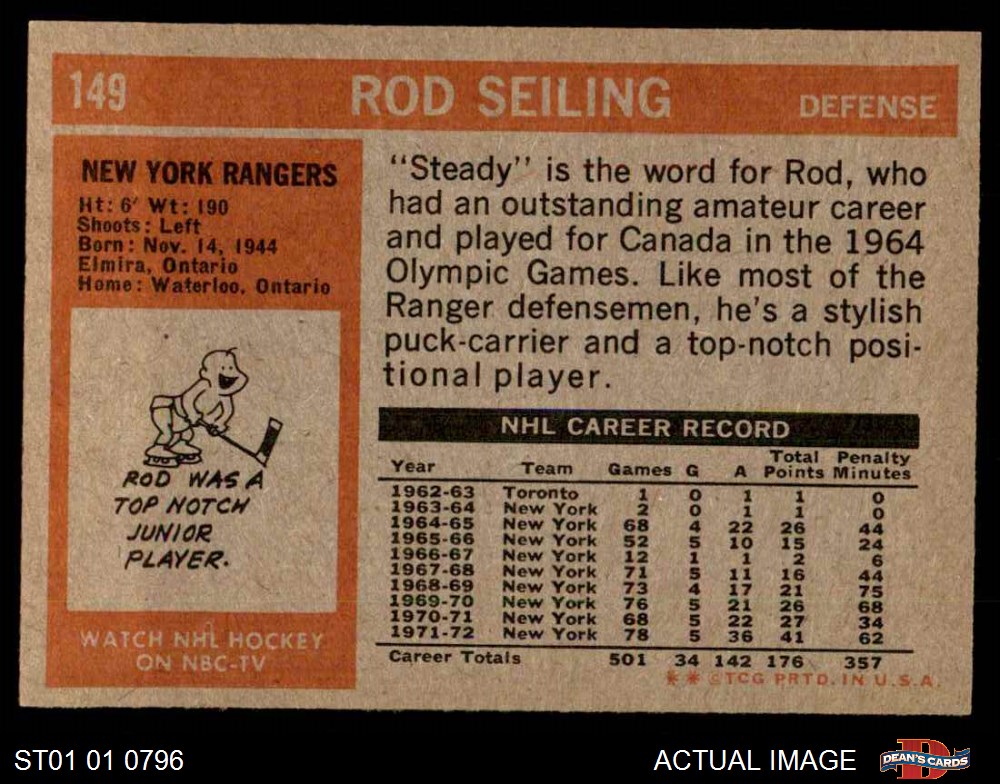 149 ROD SEILING DEFENSE
NEW YORK RANGERS
Ht: 6' Wt: 190
Shoots: Left
Born: Nov. 14, 1944
Elmira, Ontario
Home: Waterloo, Ontario
ROD WAS A
TOP NOTCH
JUNIOR
PLAYER.
WATCH NHL HOCKEY
ON NBC-TV
"Steady" is the word for Rod, who
had an outstanding amateur career
and played for Canada in the 1964
Olympic Games. Like most of the
Ranger defensemen, he's a stylish
puck-carrier and a top-notch posi-
tional player.
NHL CAREER RECORD
Total Penalty
Year Team Games G A Points Minutes
1962-63 Toronto 1 0 1 1 0
1963-64 New York 2 0 1 1 0
1964-65 New York 68 4 22 26 44
1965-66 New York 52 5 10 15 24
1966-67 New York 12 1 1 2 6
1967-68 New York 71 5 11 16 44
1968-69 New York 73 4 17 21 75
1969-70 New York 76 5 21 26 68
1970-71 New York 68 5 22 27 34
1971-72 New York 78 5 36 41 62
Career Totals 501 34 142 176 357
* * ©TCG PRTD. IN U.S.A.
ST01 01 0796 ACTUAL IMAGE DEAN'S CARDS